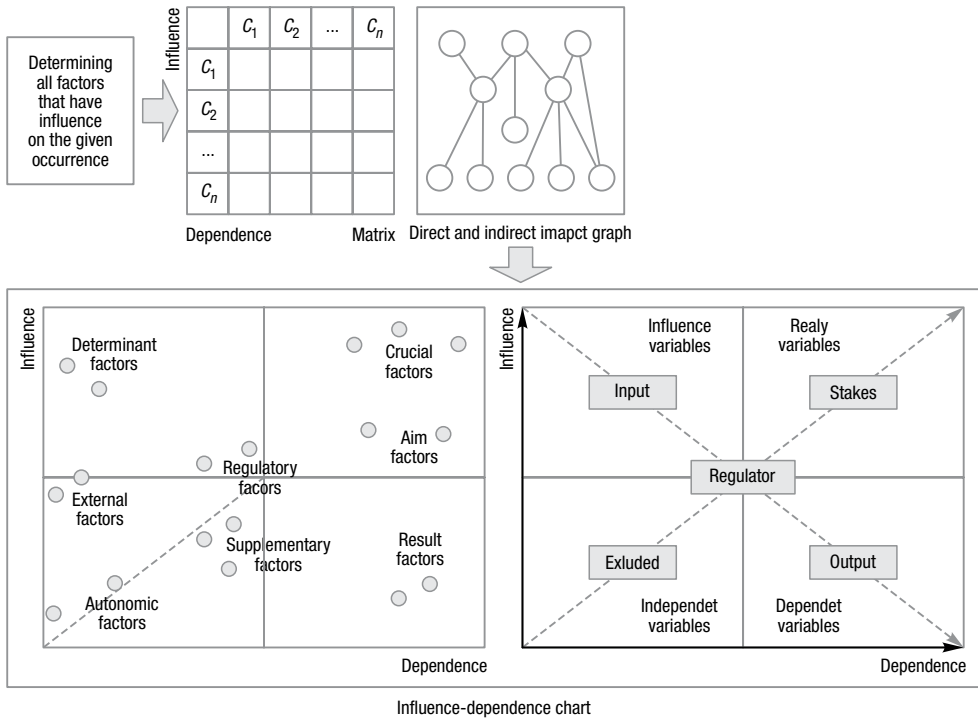 Determining
all factors
that have
influence
on the given
occurrence
Influence
C1 C2 ... Cn
C1
C2
...
Cn
Dependence Matrix
Direct and indirect imapct graph
Influence
Determinant
factors
Crucial
factors
Aim
factors
Regulatory
facors
External
factors
Supplementary
factors
Result
factors
Autonomic
factors
Dependence
Influence
Influence
variables
Realy
variables
Input
Stakes
Regulator
Exluded
Output
Independet
variables
Dependet
variables
Dependence
Influence-dependence chart